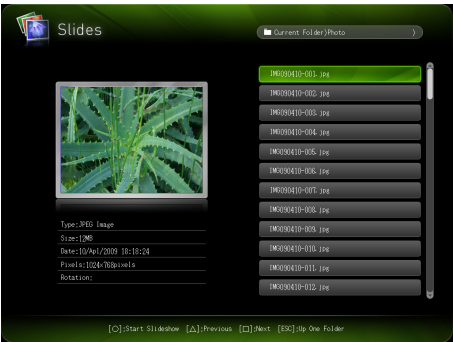 Slides
Current Folder⟩Photo ⟩
IMG090410-001.jpg
IMG090410-002.jpg
IMG090410-003.jpg
IMG090410-004.jpg
IMG090410-005.jpg
IMG090410-006.jpg
IMG090410-007.jpg
IMG090410-008.jpg
IMG090410-009.jpg
IMG090410-010.jpg
IMG090410-011.jpg
IMG090410-012.jpg
Type:JPEG Image
Size:12MB
Date:10/Apl/2009 18:18:24
Pixels:1024x768pixels
Rotation:
[○]:Start Slideshow [△]:Previous [□]:Next [ESC]:Up One Folder